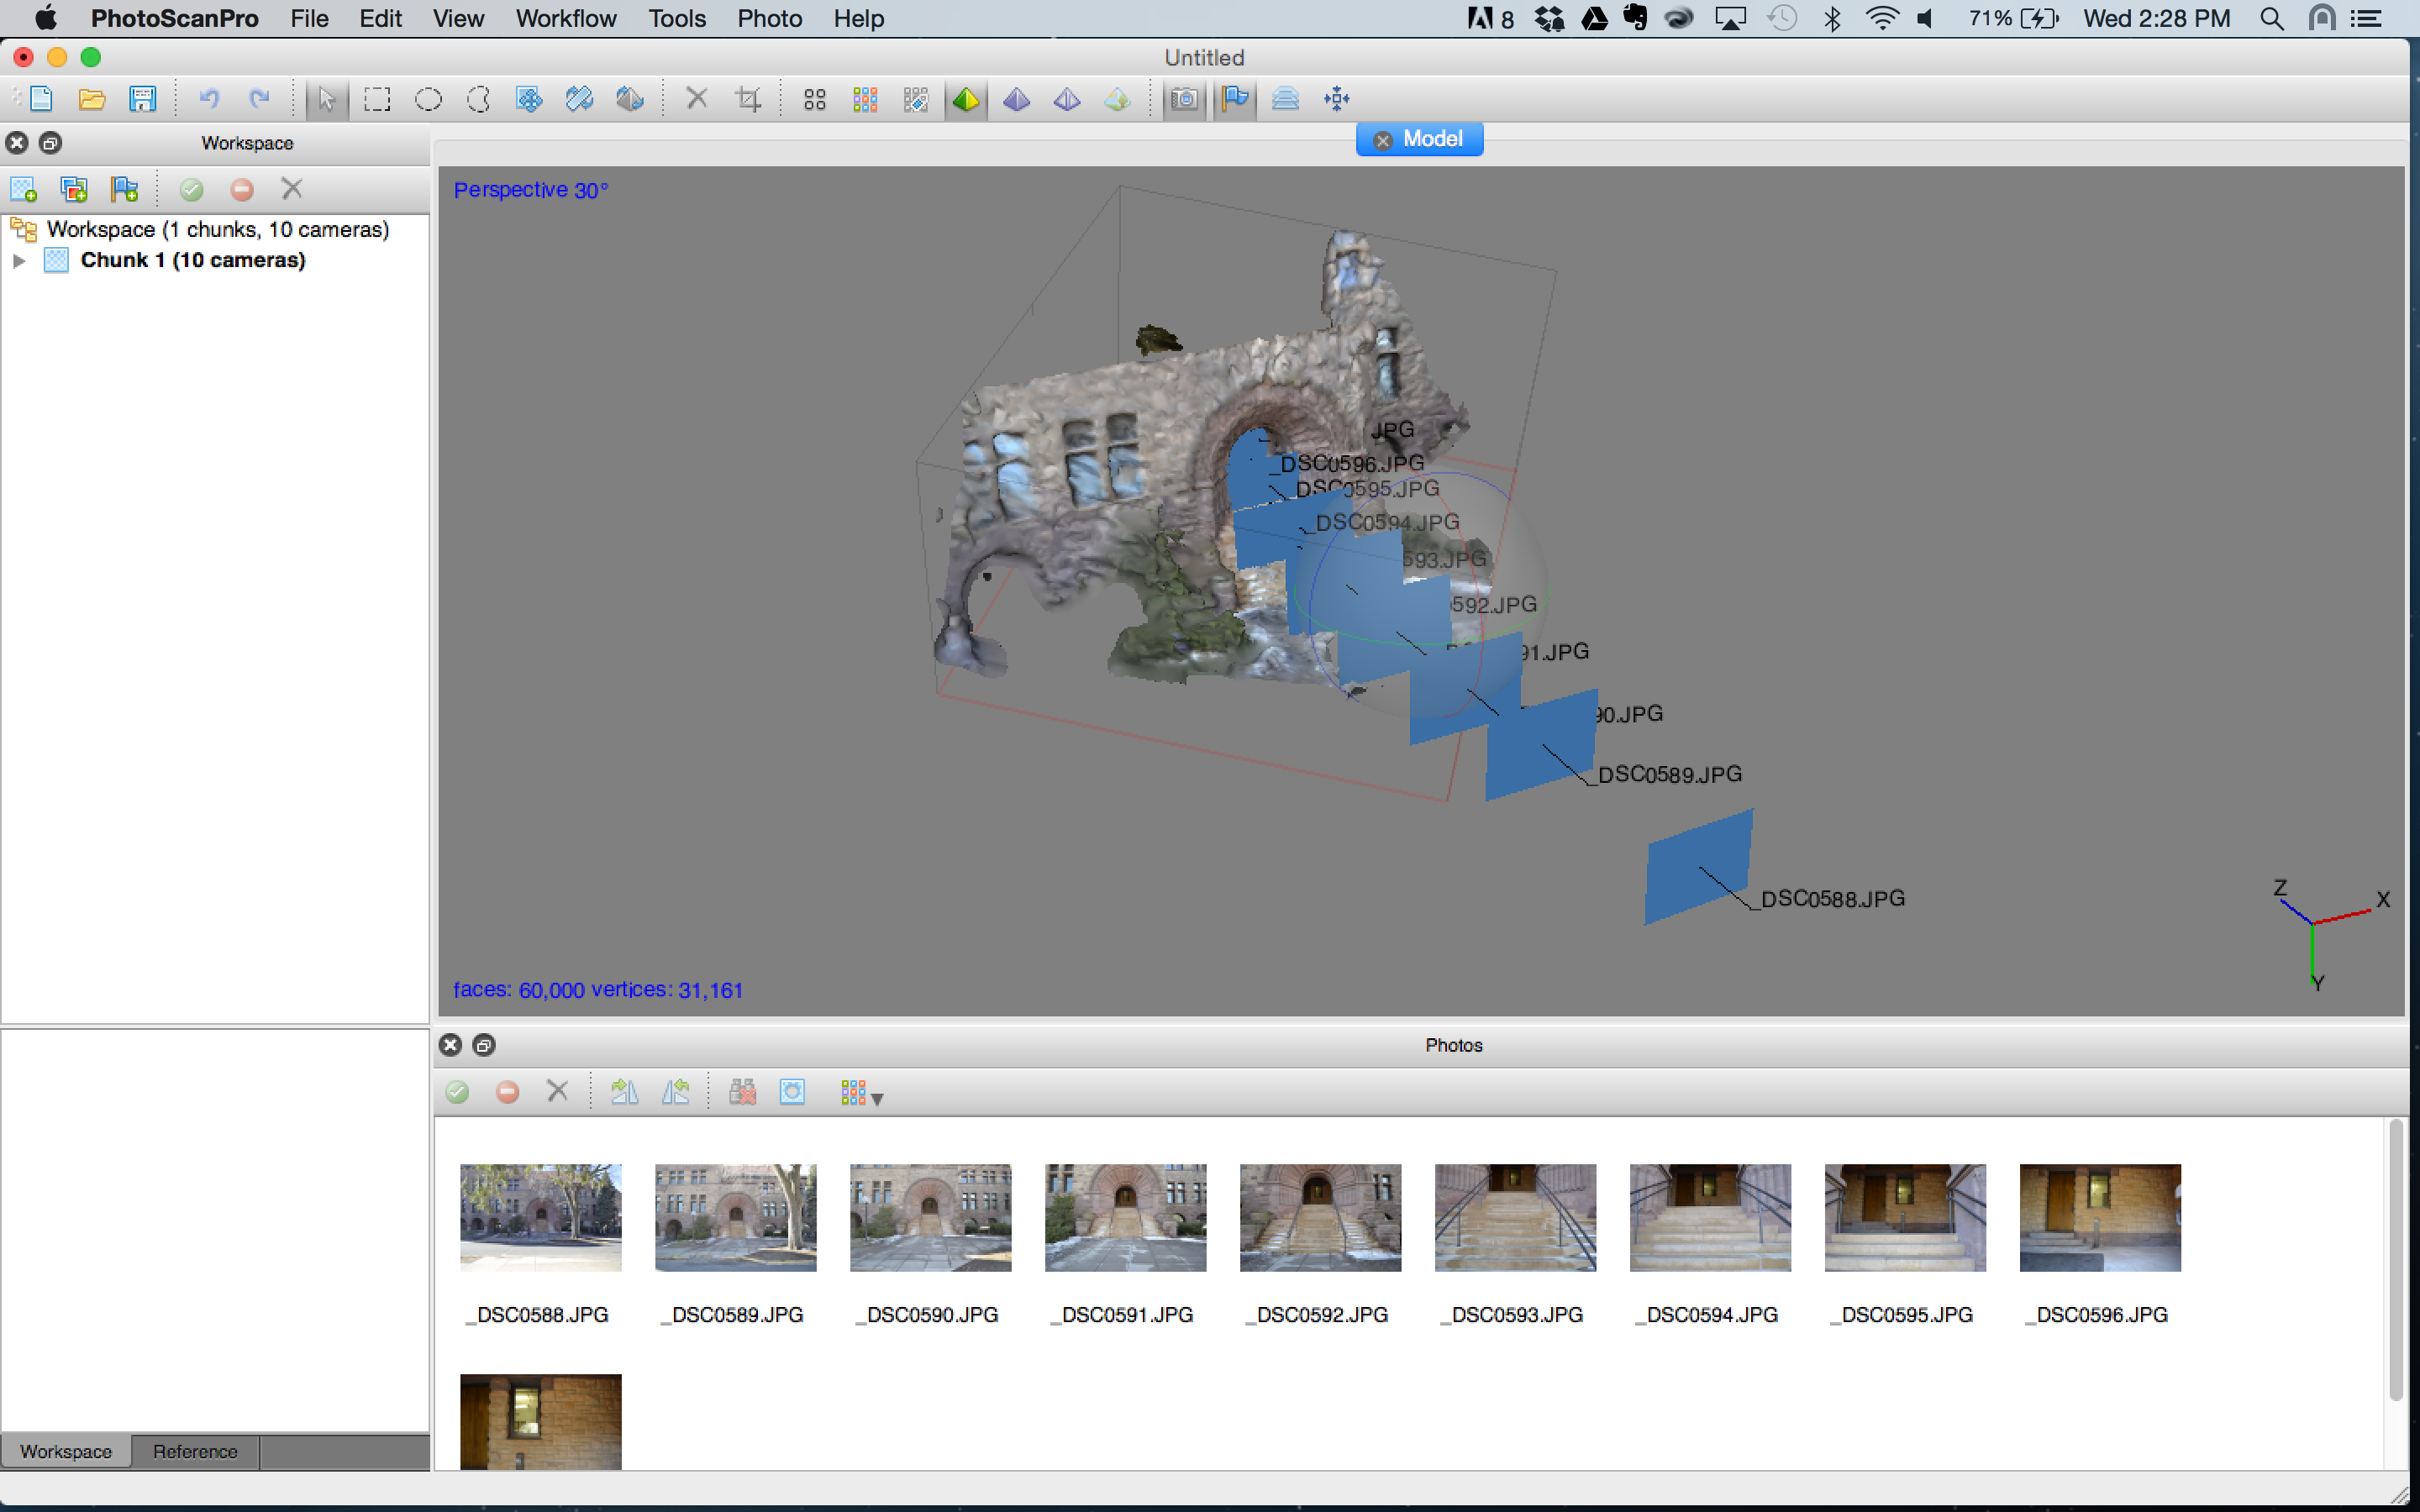 PhotoScanPro File Edit View Workflow Tools Photo Help 8 71% Wed 2:28 PM
Untitled
Workspace
Model
Perspective 30°
Workspace (1 chunks, 10 cameras)
Chunk 1 (10 cameras)
JPG
_DSC0596.JPG
_DSC0595.JPG
_DSC0594.JPG
593.JPG
592.JPG
91.JPG
90.JPG
_DSC0589.JPG
_DSC0588.JPG
Z
X
Y
faces: 60,000 vertices: 31,161
Photos
_DSC0588.JPG _DSC0589.JPG _DSC0590.JPG _DSC0591.JPG _DSC0592.JPG _DSC0593.JPG _DSC0594.JPG _DSC0595.JPG _DSC0596.JPG
Workspace Reference